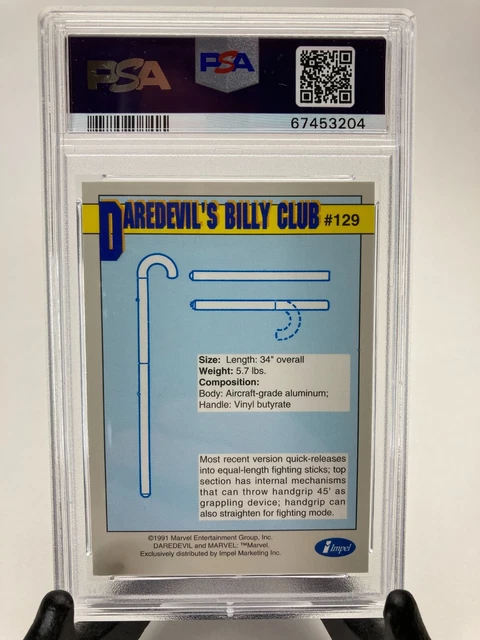 PSA
PSA
67453204
DAREDEVIL'S BILLY CLUB #129
Size: Length: 34" overall
Weight: 5.7 lbs.
Composition:
Body: Aircraft-grade aluminum;
Handle: Vinyl butyrate
Most recent version quick-releases
into equal-length fighting sticks; top
section has internal mechanisms
that can throw handgrip 45' as
grappling device; handgrip can
also straighten for fighting mode.
©1991 Marvel Entertainment Group, Inc.
DAREDEVIL and MARVEL: ™Marvel.
Exclusively distributed by Impel Marketing Inc.
Impel